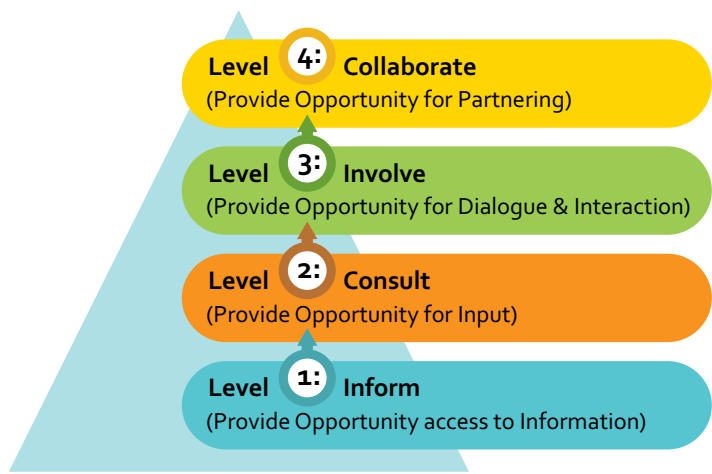 Level 4: Collaborate
(Provide Opportunity for Partnering)
Level 3: Involve
(Provide Opportunity for Dialogue & Interaction)
Level 2: Consult
(Provide Opportunity for Input)
Level 1: Inform
(Provide Opportunity access to Information)